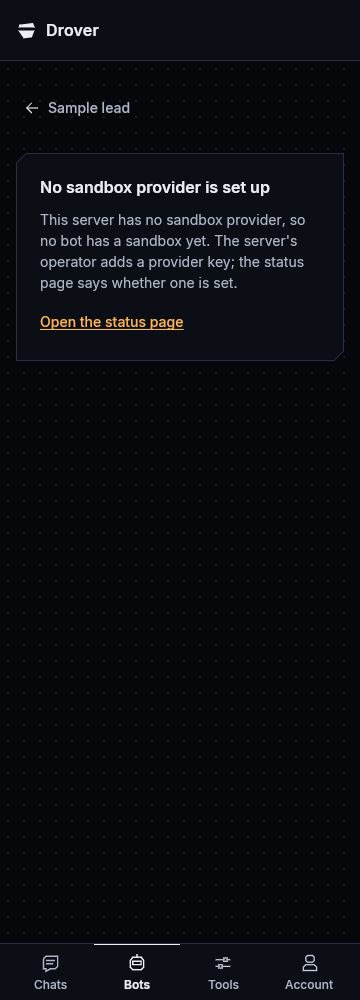 Drover
Sample lead
No sandbox provider is set up
This server has no sandbox provider, so
no bot has a sandbox yet. The server's
operator adds a provider key; the status
page says whether one is set.
Open the status page
Chats
Bots
Tools
Account